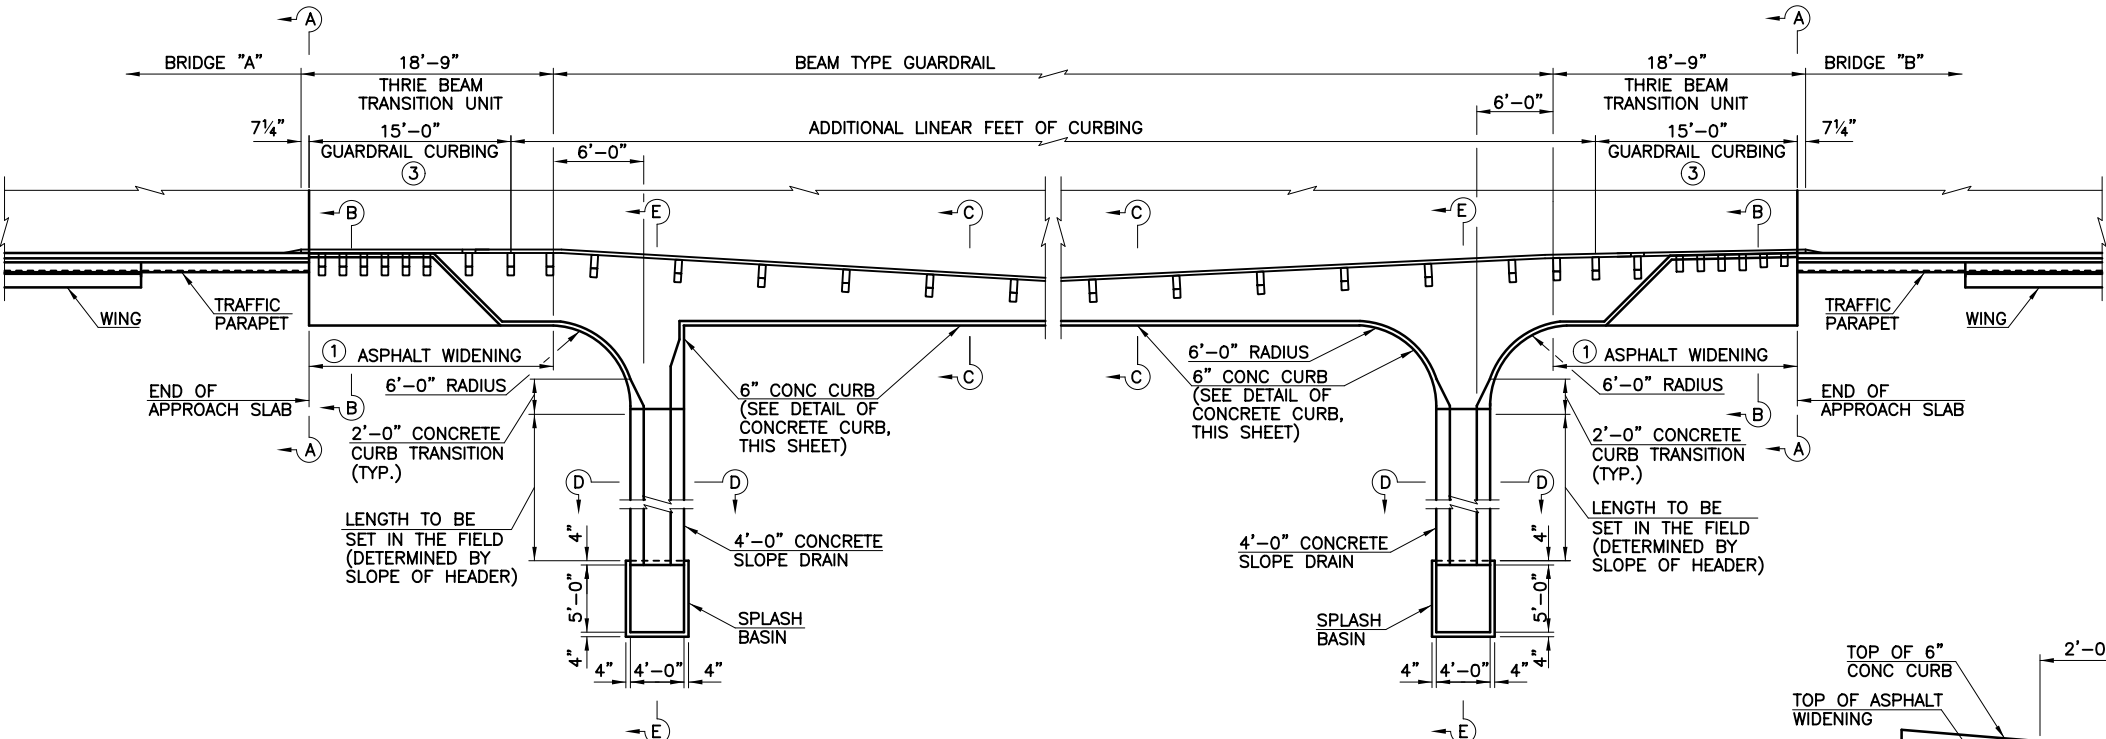 A
A
BRIDGE "A"
18'-9"
BEAM TYPE GUARDRAIL
18'-9"
BRIDGE "B"
THRIE BEAM
TRANSITION UNIT
THRIE BEAM
TRANSITION UNIT
6'-0"
7¼"
15'-0"
ADDITIONAL LINEAR FEET OF CURBING
15'-0"
7¼"
GUARDRAIL CURBING
3
6'-0"
GUARDRAIL CURBING
3
B
E
C
C
E
B
WING
TRAFFIC
PARAPET
TRAFFIC
PARAPET
WING
1 ASPHALT WIDENING
6'-0" RADIUS
END OF
APPROACH SLAB
B
A
C
C
6" CONC CURB
(SEE DETAIL OF
CONCRETE CURB,
THIS SHEET)
6'-0" RADIUS
6" CONC CURB
(SEE DETAIL OF
CONCRETE CURB,
THIS SHEET)
1 ASPHALT WIDENING
6'-0" RADIUS
END OF
APPROACH SLAB
B
A
2'-0" CONCRETE
CURB TRANSITION
(TYP.)
2'-0" CONCRETE
CURB TRANSITION
(TYP.)
D
D
D
D
LENGTH TO BE
SET IN THE FIELD
(DETERMINED BY
SLOPE OF HEADER)
4"
4'-0" CONCRETE
SLOPE DRAIN
4'-0" CONCRETE
SLOPE DRAIN
4"
LENGTH TO BE
SET IN THE FIELD
(DETERMINED BY
SLOPE OF HEADER)
5'-0"
SPLASH
BASIN
SPLASH
BASIN
5'-0"
4"
4"
4"
4'-0"
4"
4"
4'-0"
4"
E
E
TOP OF 6"
CONC CURB
2'-0
TOP OF ASPHALT
WIDENING